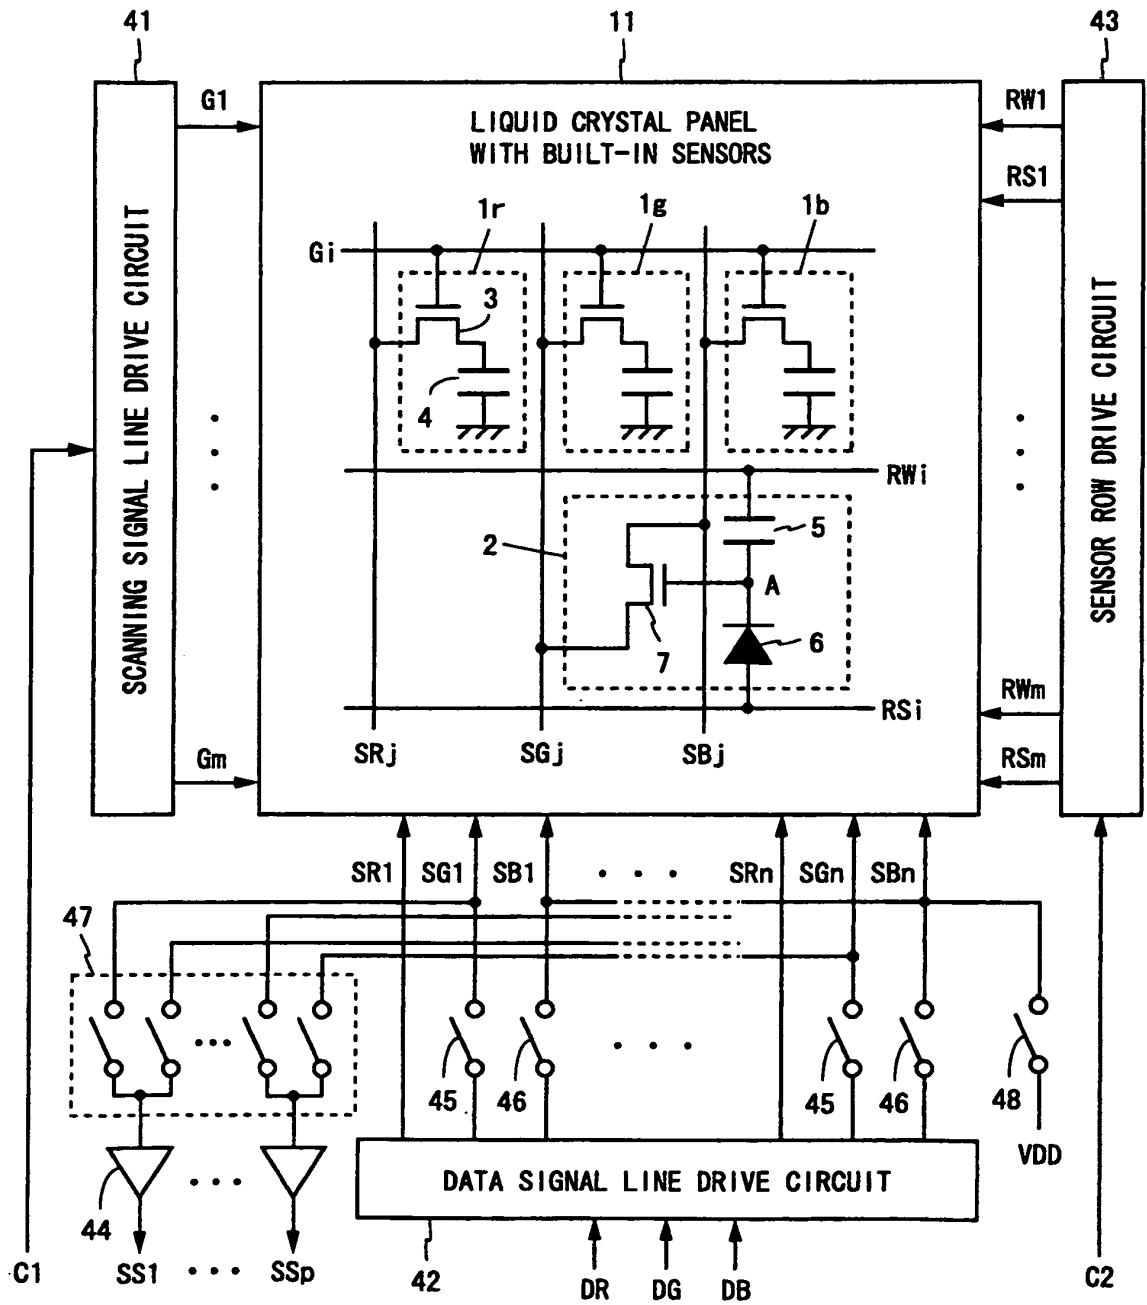 41
11
43
G1
LIQUID CRYSTAL PANEL
WITH BUILT-IN SENSORS
RW1
RS1
1r
1g
1b
Gi
3
4
SCANNING SIGNAL LINE DRIVE CIRCUIT
SENSOR ROW DRIVE CIRCUIT
RWi
2
5
A
7
6
RSi
RWm
RSm
SRj
SGj
SBj
Gm
SR1
SG1
SB1
SRn
SGn
SBn
47
45
46
45
46
48
VDD
DATA SIGNAL LINE DRIVE CIRCUIT
44
C1
SS1
SSp
42
DR
DG
DB
C2